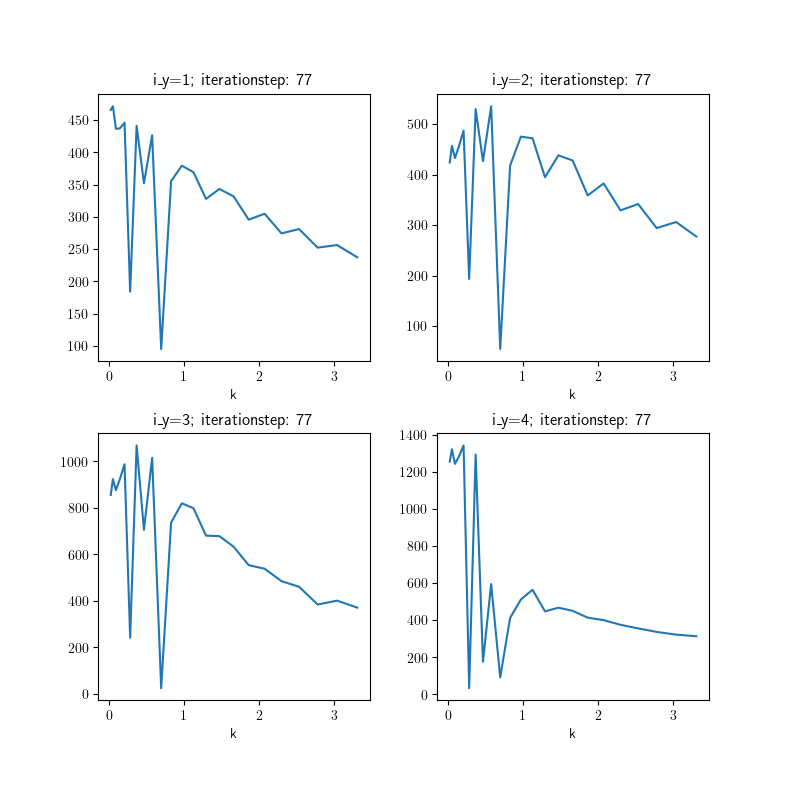 i_y=1; iterationstep: 77
i_y=2; iterationstep: 77
450
400
350
300
250
200
150
100
0 1 2 3
k
500
400
300
200
100
0 1 2 3
k
i_y=3; iterationstep: 77
i_y=4; iterationstep: 77
1000
800
600
400
200
0
0 1 2 3
k
1400
1200
1000
800
600
400
200
0
0 1 2 3
k